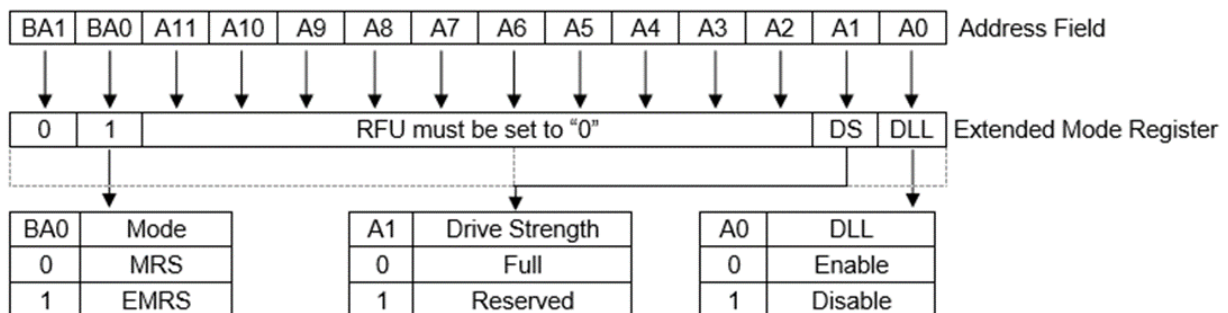 BA1 BA0 A11 A10 A9 A8 A7 A6 A5 A4 A3 A2 A1 A0 Address Field
0 1 RFU must be set to “0” DS DLL Extended Mode Register
BA0 Mode A1 Drive Strength A0 DLL
0 MRS 0 Full 0 Enable
1 EMRS 1 Reserved 1 Disable